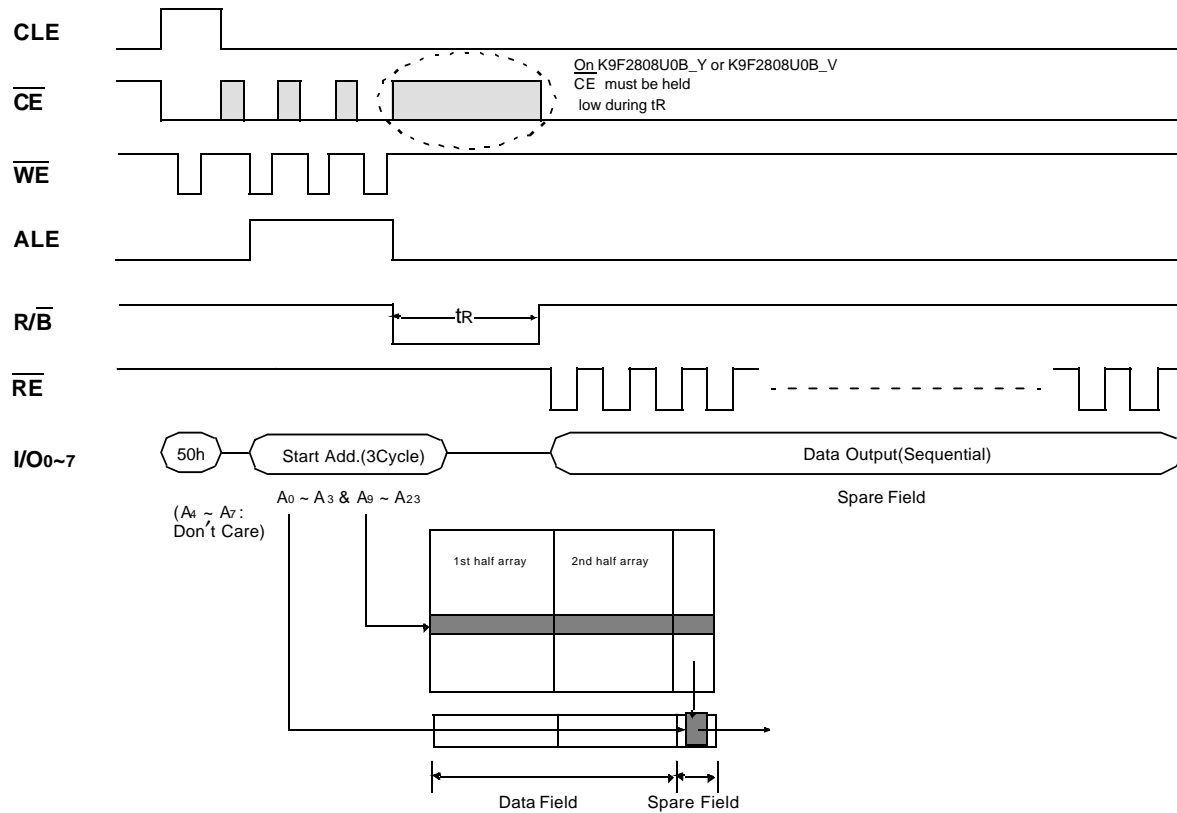 CLE
On K9F2808U0B_Y or K9F2808U0B_V
CE must be held
low during tR
CE
WE
ALE
R/B
tR
RE
I/O0~7
50h
Start Add.(3Cycle)
Data Output(Sequential)
A0 ~ A3 & A9 ~ A23
Spare Field
(A4 ~ A7 :
Don't Care)
1st half array
2nd half array
Data Field
Spare Field